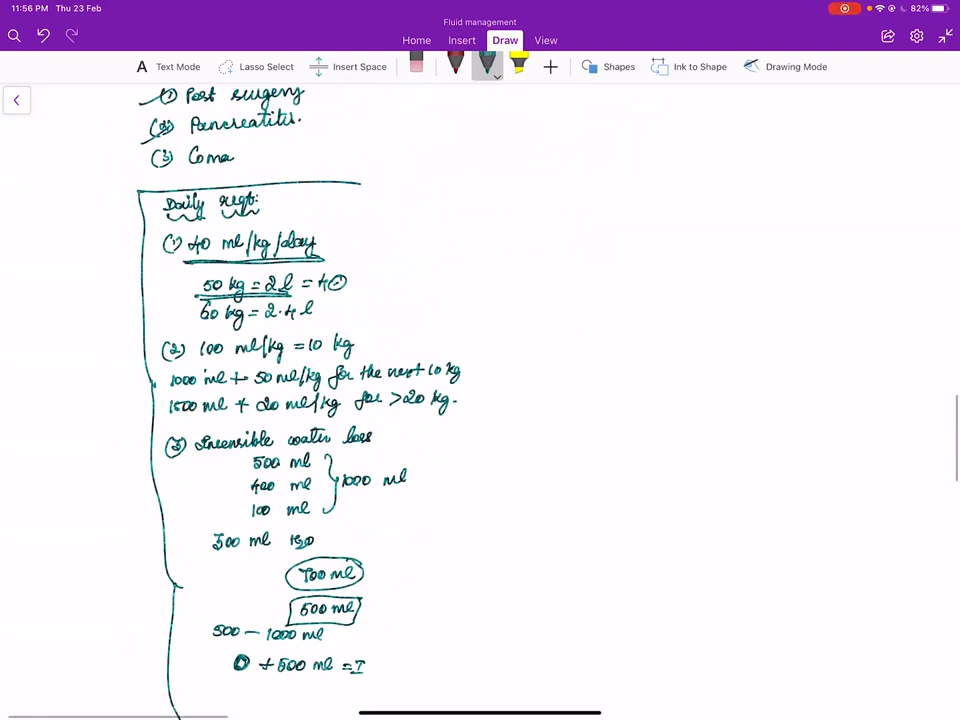 11:56 PM Thu 23 Feb
82%
Fluid management
Home Insert Draw View
Text Mode Lasso Select Insert Space Shapes Ink to Shape Drawing Mode
(1) Post surgery
(2) Pancreatitis.
(3) Coma
Daily reqt:
(1) 40 ml/kg/day
50 kg = 2 l = 4
60 kg = 2.4 l
(2) 100 ml/kg = 10 kg
1000 ml + 50 ml/kg for the next 10 kg
1500 ml + 20 ml/kg for >20 kg.
(3) Insensible water loss
500 ml
400 ml
1000 ml
100 ml
300 ml
700 ml
500 ml
500 - 1000 ml
O + 500 ml = I